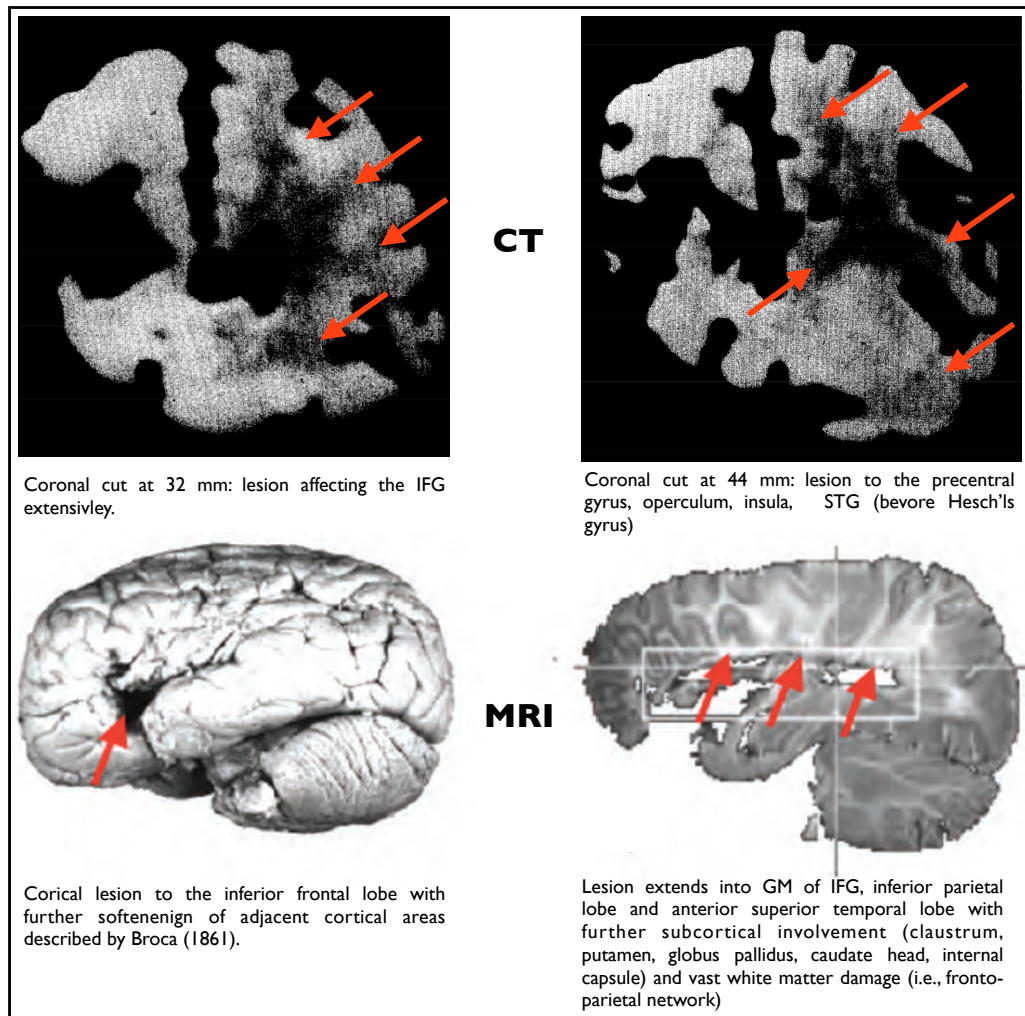 Coronal cut at 32 mm: lesion affecting the IFG
extensivley.
CT
Coronal cut at 44 mm: lesion to the precentral
gyrus, operculum, insula, STG (bevore Hesch'ls
gyrus)
MRI
Corical lesion to the inferior frontal lobe with
further softenenign of adjacent cortical areas
described by Broca (1861).
Lesion extends into GM of IFG, inferior parietal
lobe and anterior superior temporal lobe with
further subcortical involvement (claustrum,
putamen, globus pallidus, caudate head, internal
capsule) and vast white matter damage (i.e., fronto-
parietal network)